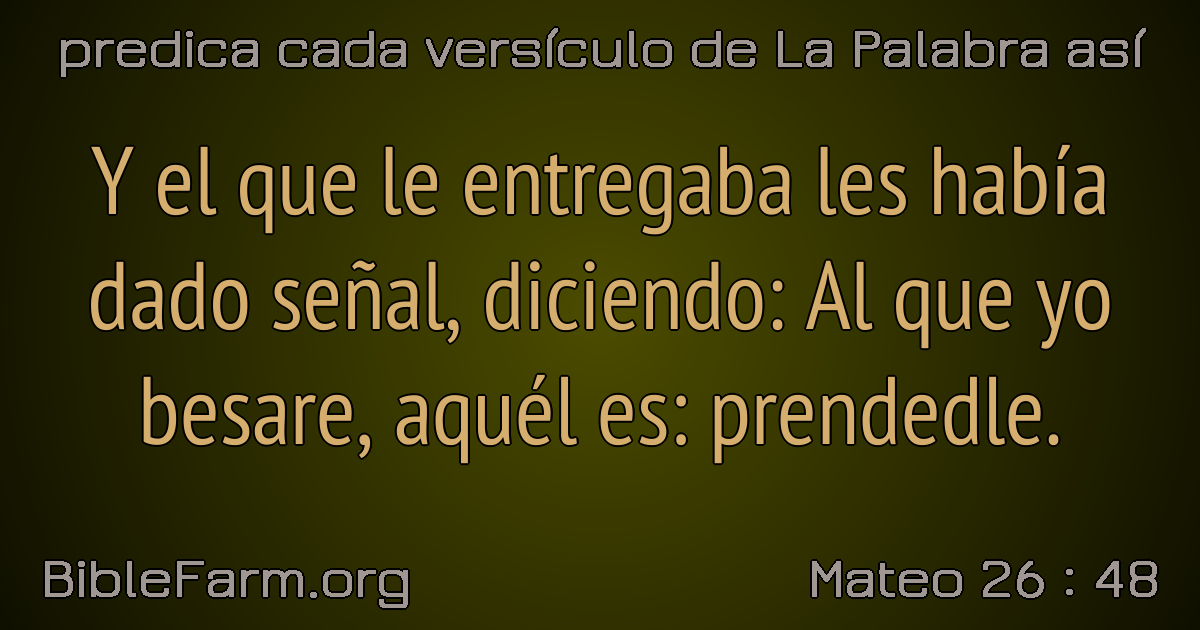 predica cada versículo de La Palabra así
Y el que le entregaba les había
dado señal, diciendo: Al que yo
besare, aquél es: prendedle.
BibleFarm.org
Mateo 26 : 48